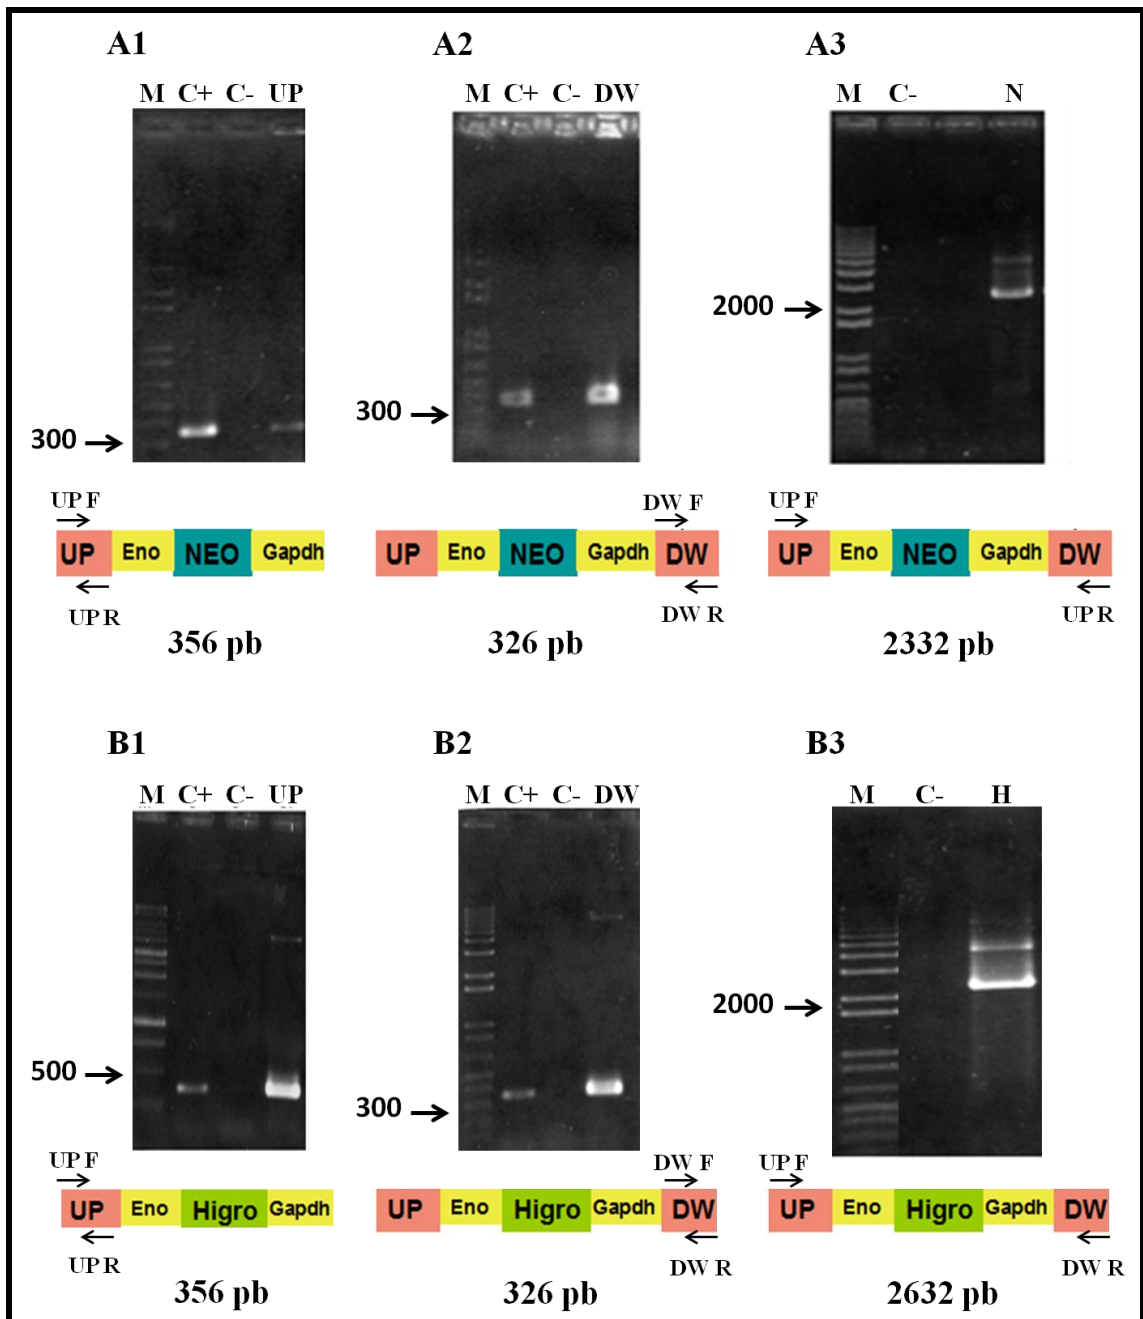 A1
M C+ C- UP
300
UP F
UP Eno NEO Gapdh
UP R
356 pb
A2
M C+ C- DW
300
DW F
UP Eno NEO Gapdh DW
DW R
326 pb
A3
M C- N
2000
UP F
UP Eno NEO Gapdh DW
UP R
2332 pb
B1
M C+ C- UP
500
UP F
UP Eno Higro Gapdh
UP R
356 pb
B2
M C+ C- DW
300
DW F
UP Eno Higro Gapdh DW
DW R
326 pb
B3
M C- H
2000
UP F
UP Eno Higro Gapdh DW
DW R
2632 pb